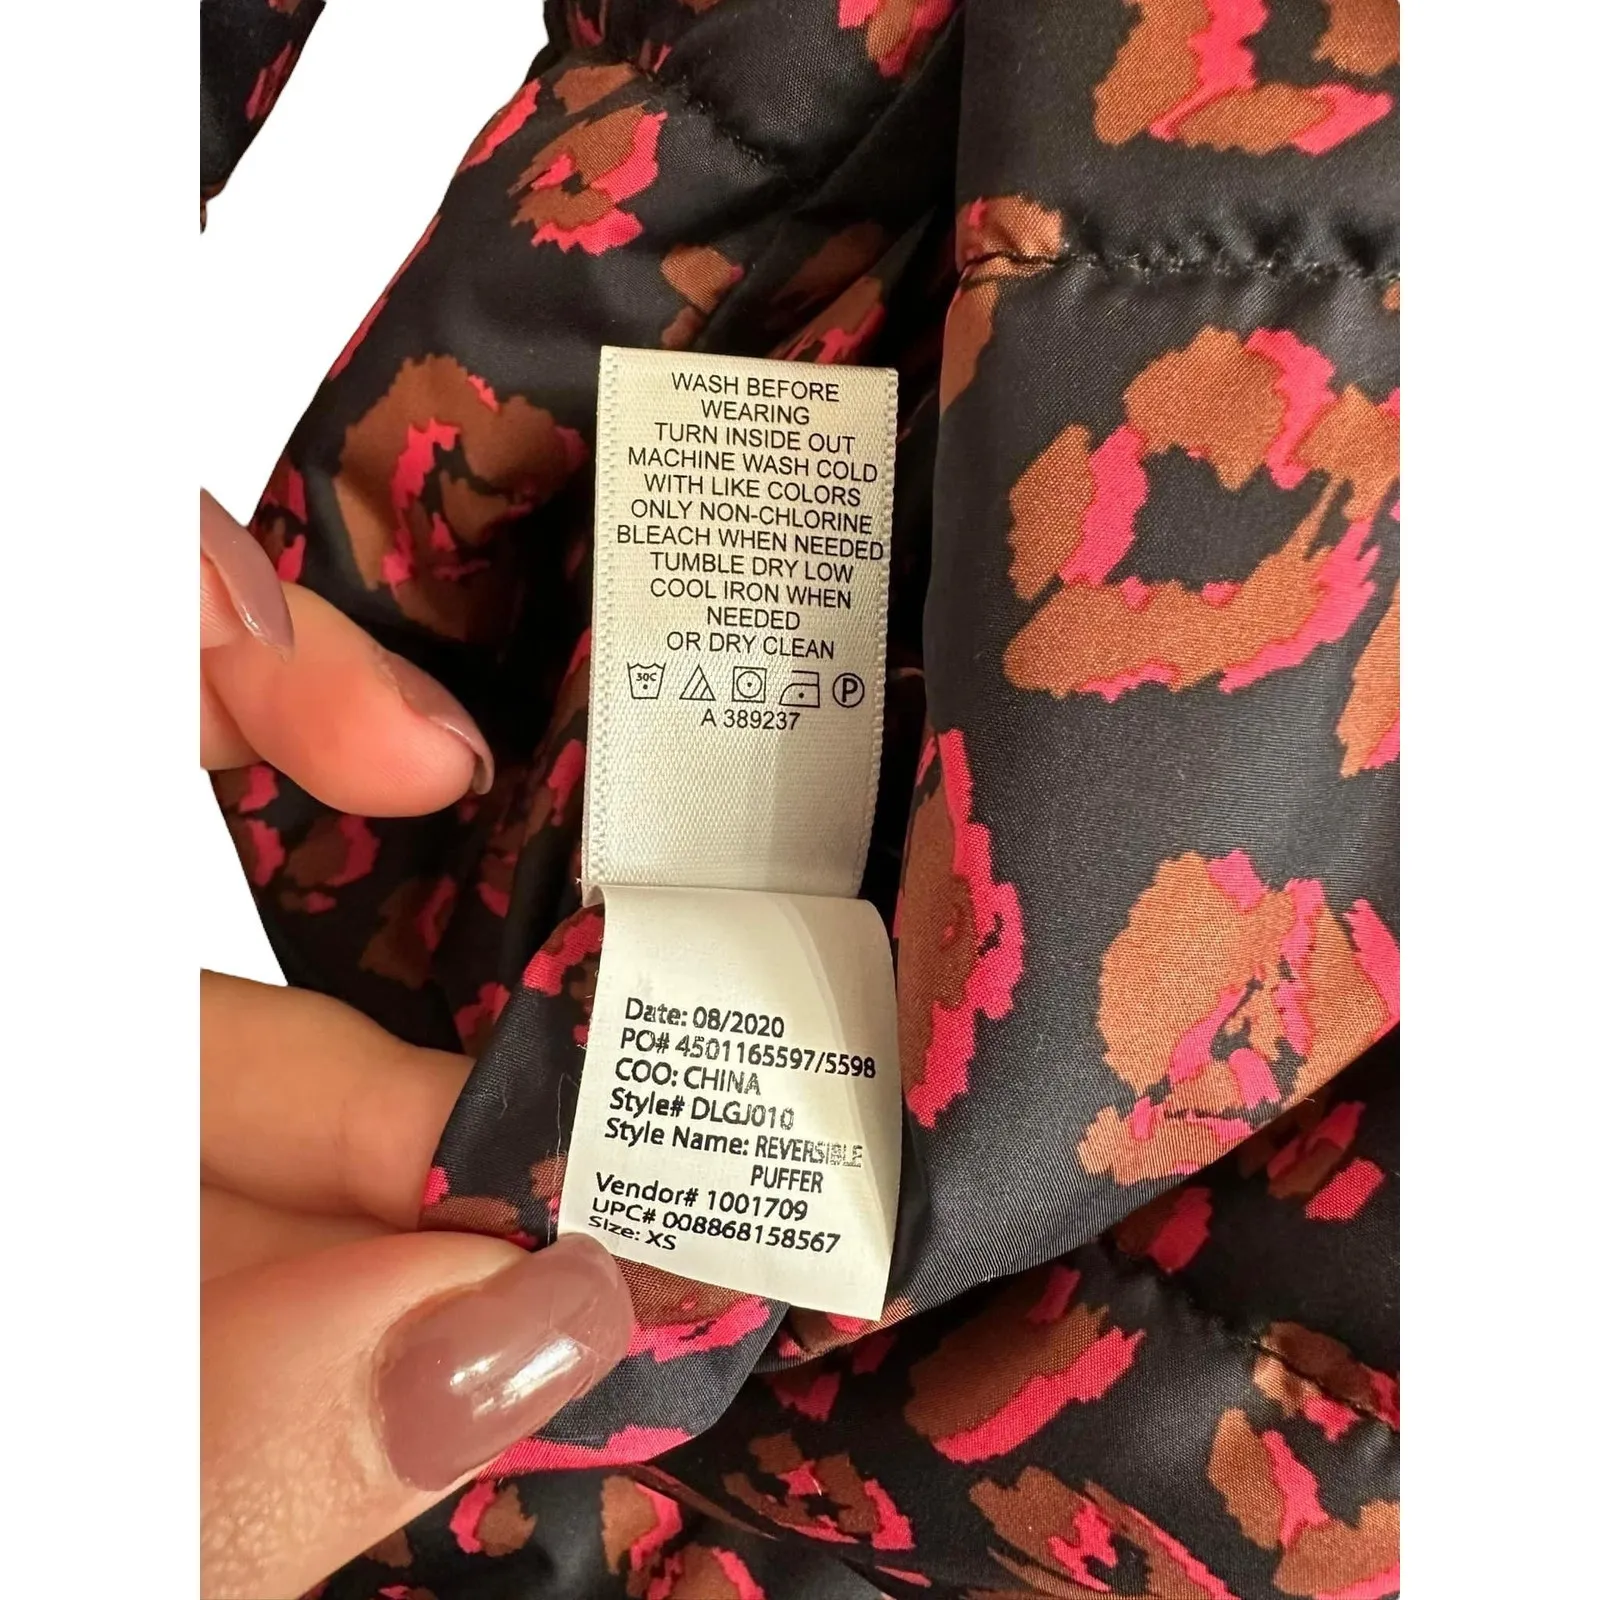 WASH BEFORE
WEARING
TURN INSIDE OUT
MACHINE WASH COLD
WITH LIKE COLORS
ONLY NON-CHLORINE
BLEACH WHEN NEEDED
TUMBLE DRY LOW
COOL IRON WHEN
NEEDED
OR DRY CLEAN
30C P
A 389237
Date: 08/2020
PO# 4501165597/5598
COO: CHINA
Style# DLGJ010
Style Name: REVERSIBLE
PUFFER
Vendor# 1001709
UPC# 008868158567
Size: XS